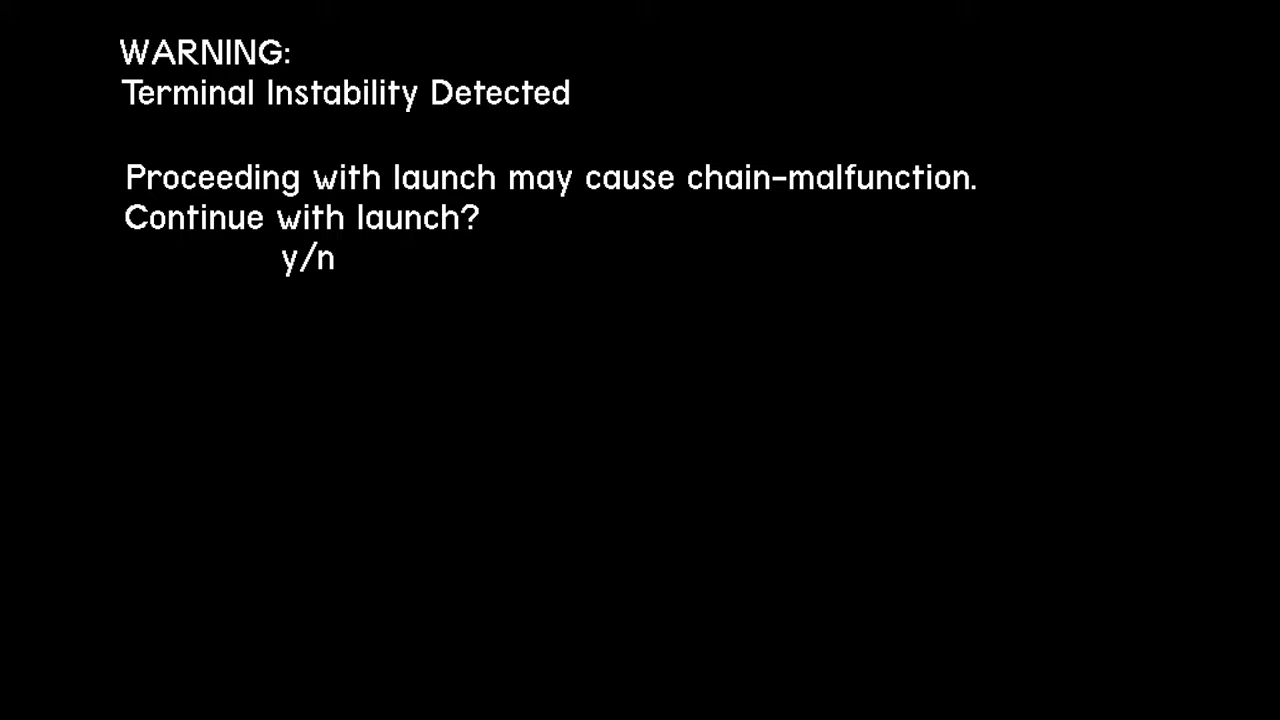 WARNING:
Terminal Instability Detected
Proceeding with launch may cause chain-malfunction.
Continue with launch?
y/n